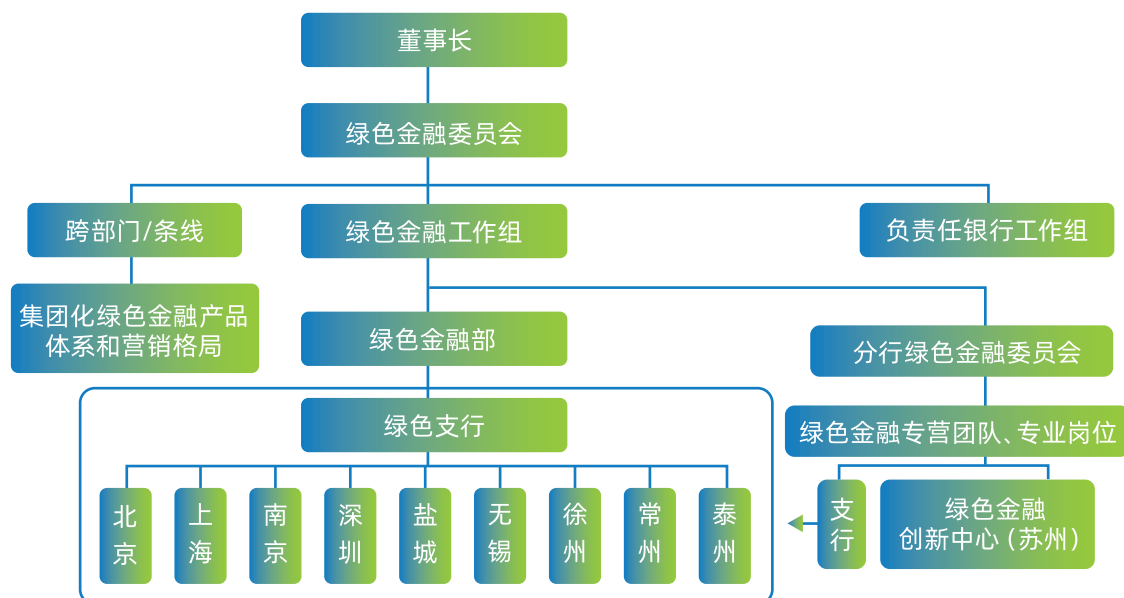 董事长
绿色金融委员会
跨部门/条线
绿色金融工作组
负责任银行工作组
集团化绿色金融产品
体系和营销格局
绿色金融部
分行绿色金融委员会
绿色支行
绿色金融专营团队、专业岗位
北京
上海
南京
深圳
盐城
无锡
徐州
常州
泰州
支行
绿色金融
创新中心（苏州）